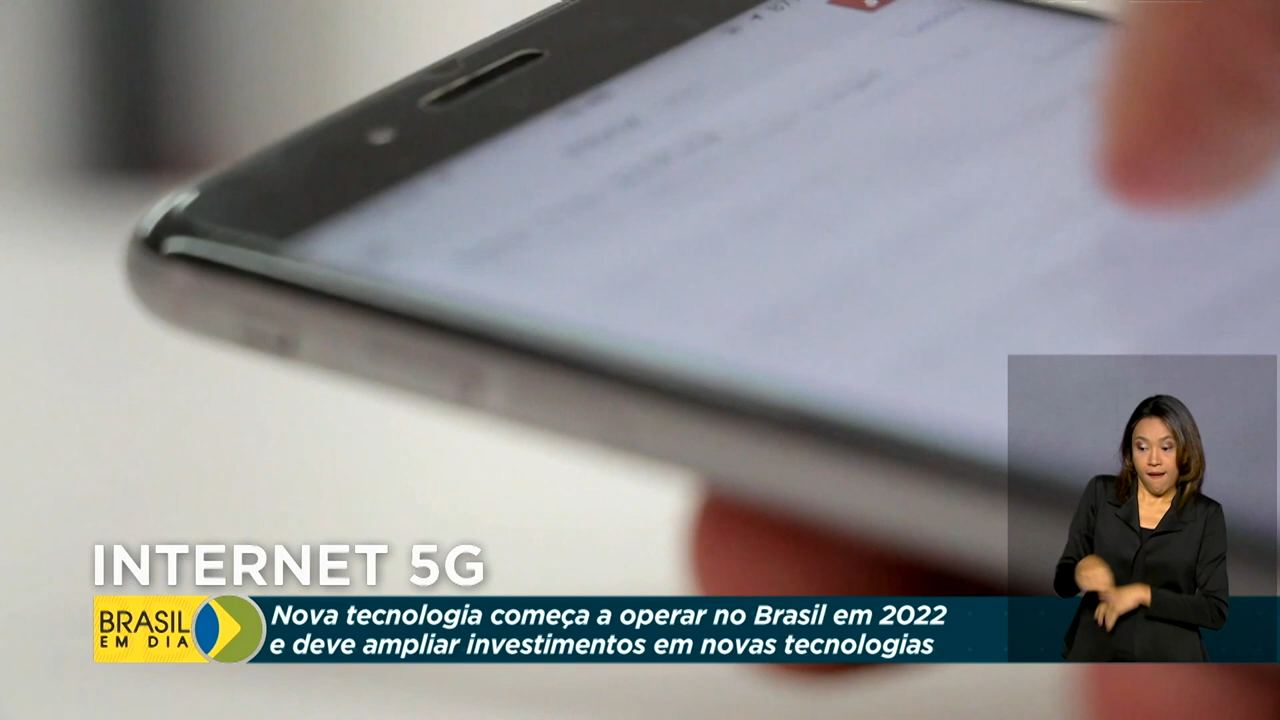 INTERNET 5G
BRASIL
EM DIA
Nova tecnologia começa a operar no Brasil em 2022
e deve ampliar investimentos em novas tecnologias